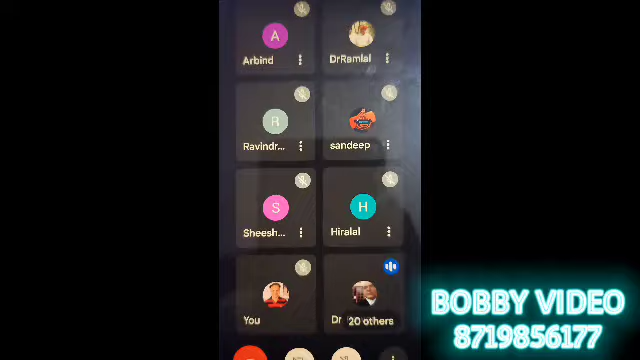 A
Arbind
DrRamlal
R
Ravindr...
sandeep
S
Sheesh...
H
Hiralal
You
Dr
20 others
BOBBY VIDEO
8719856177